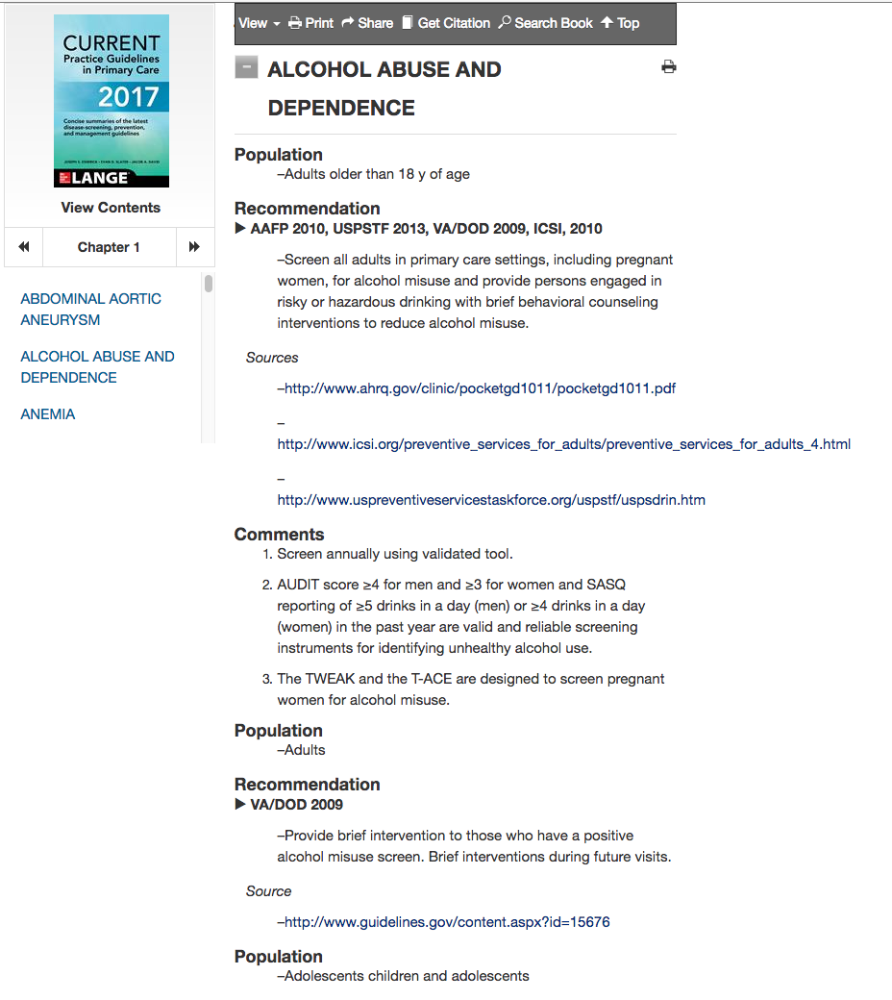 View Print Share Get Citation Search Book Top
CURRENT
Practice Guidelines
in Primary Care
2017
Concise summaries of the latest
disease-screening, prevention,
and management guidelines
LANGE
View Contents
Chapter 1
ABDOMINAL AORTIC
ANEURYSM
ALCOHOL ABUSE AND
DEPENDENCE
ANEMIA
ALCOHOL ABUSE AND
DEPENDENCE
Population
–Adults older than 18 y of age
Recommendation
▶ AAFP 2010, USPSTF 2013, VA/DOD 2009, ICSI, 2010
–Screen all adults in primary care settings, including pregnant
women, for alcohol misuse and provide persons engaged in
risky or hazardous drinking with brief behavioral counseling
interventions to reduce alcohol misuse.
Sources
–http://www.ahrq.gov/clinic/pocketgd1011/pocketgd1011.pdf
–
http://www.icsi.org/preventive_services_for_adults/preventive_services_for_adults_4.html
–
http://www.uspreventiveservicestaskforce.org/uspstf/uspsdrin.htm
Comments
1. Screen annually using validated tool.
2. AUDIT score ≥4 for men and ≥3 for women and SASQ
reporting of ≥5 drinks in a day (men) or ≥4 drinks in a day
(women) in the past year are valid and reliable screening
instruments for identifying unhealthy alcohol use.
3. The TWEAK and the T-ACE are designed to screen pregnant
women for alcohol misuse.
Population
–Adults
Recommendation
▶ VA/DOD 2009
–Provide brief intervention to those who have a positive
alcohol misuse screen. Brief interventions during future visits.
Source
–http://www.guidelines.gov/content.aspx?id=15676
Population
–Adolescents children and adolescents